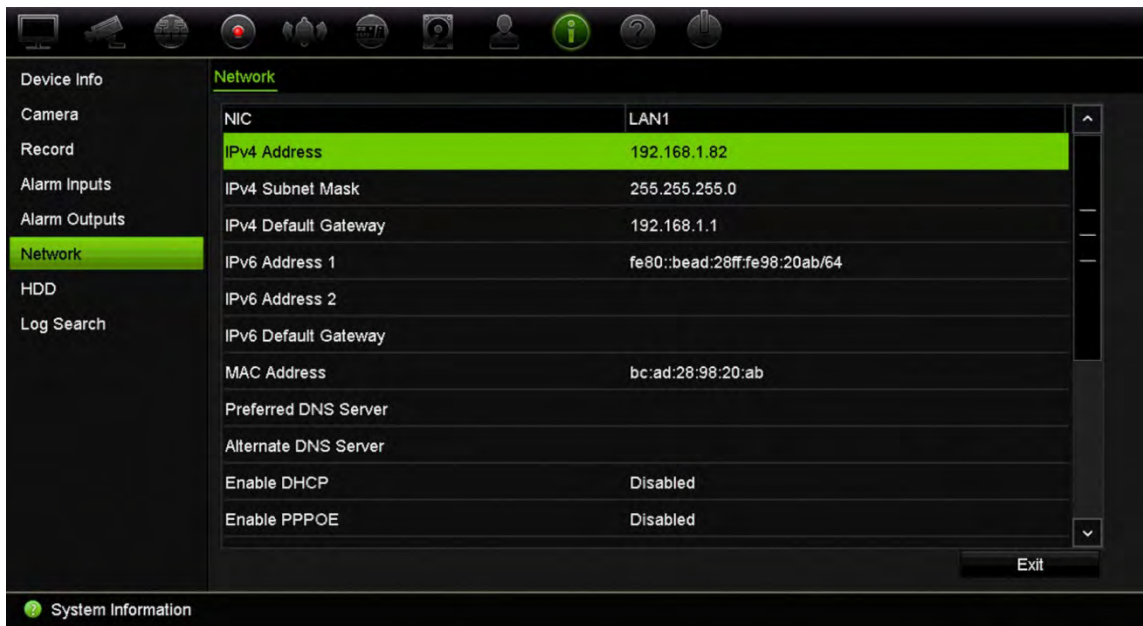 Device Info
Camera
Record
Alarm Inputs
Alarm Outputs
Network
HDD
Log Search
Network
NIC LAN1
IPv4 Address 192.168.1.82
IPv4 Subnet Mask 255.255.255.0
IPv4 Default Gateway 192.168.1.1
IPv6 Address 1 fe80::bead:28ff:fe98:20ab/64
IPv6 Address 2
IPv6 Default Gateway
MAC Address bc:ad:28:98:20:ab
Preferred DNS Server
Alternate DNS Server
Enable DHCP Disabled
Enable PPPOE Disabled
Exit
System Information